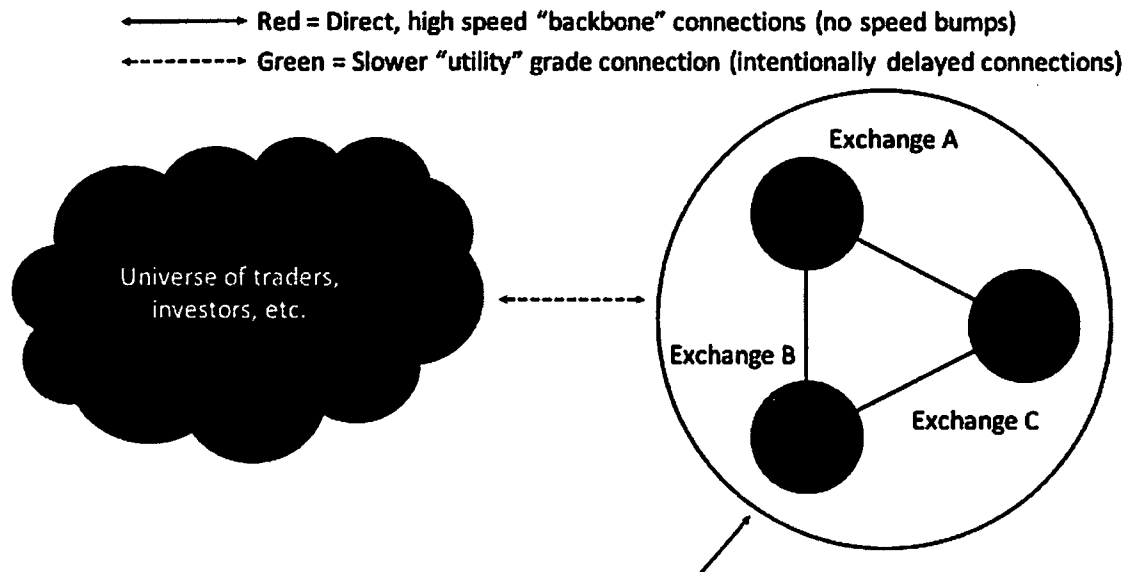 Red = Direct, high speed “backbone” connections (no speed bumps)
Green = Slower “utility” grade connection (intentionally delayed connections)
Exchange A
Universe of traders,
investors, etc.
Exchange B
Exchange C